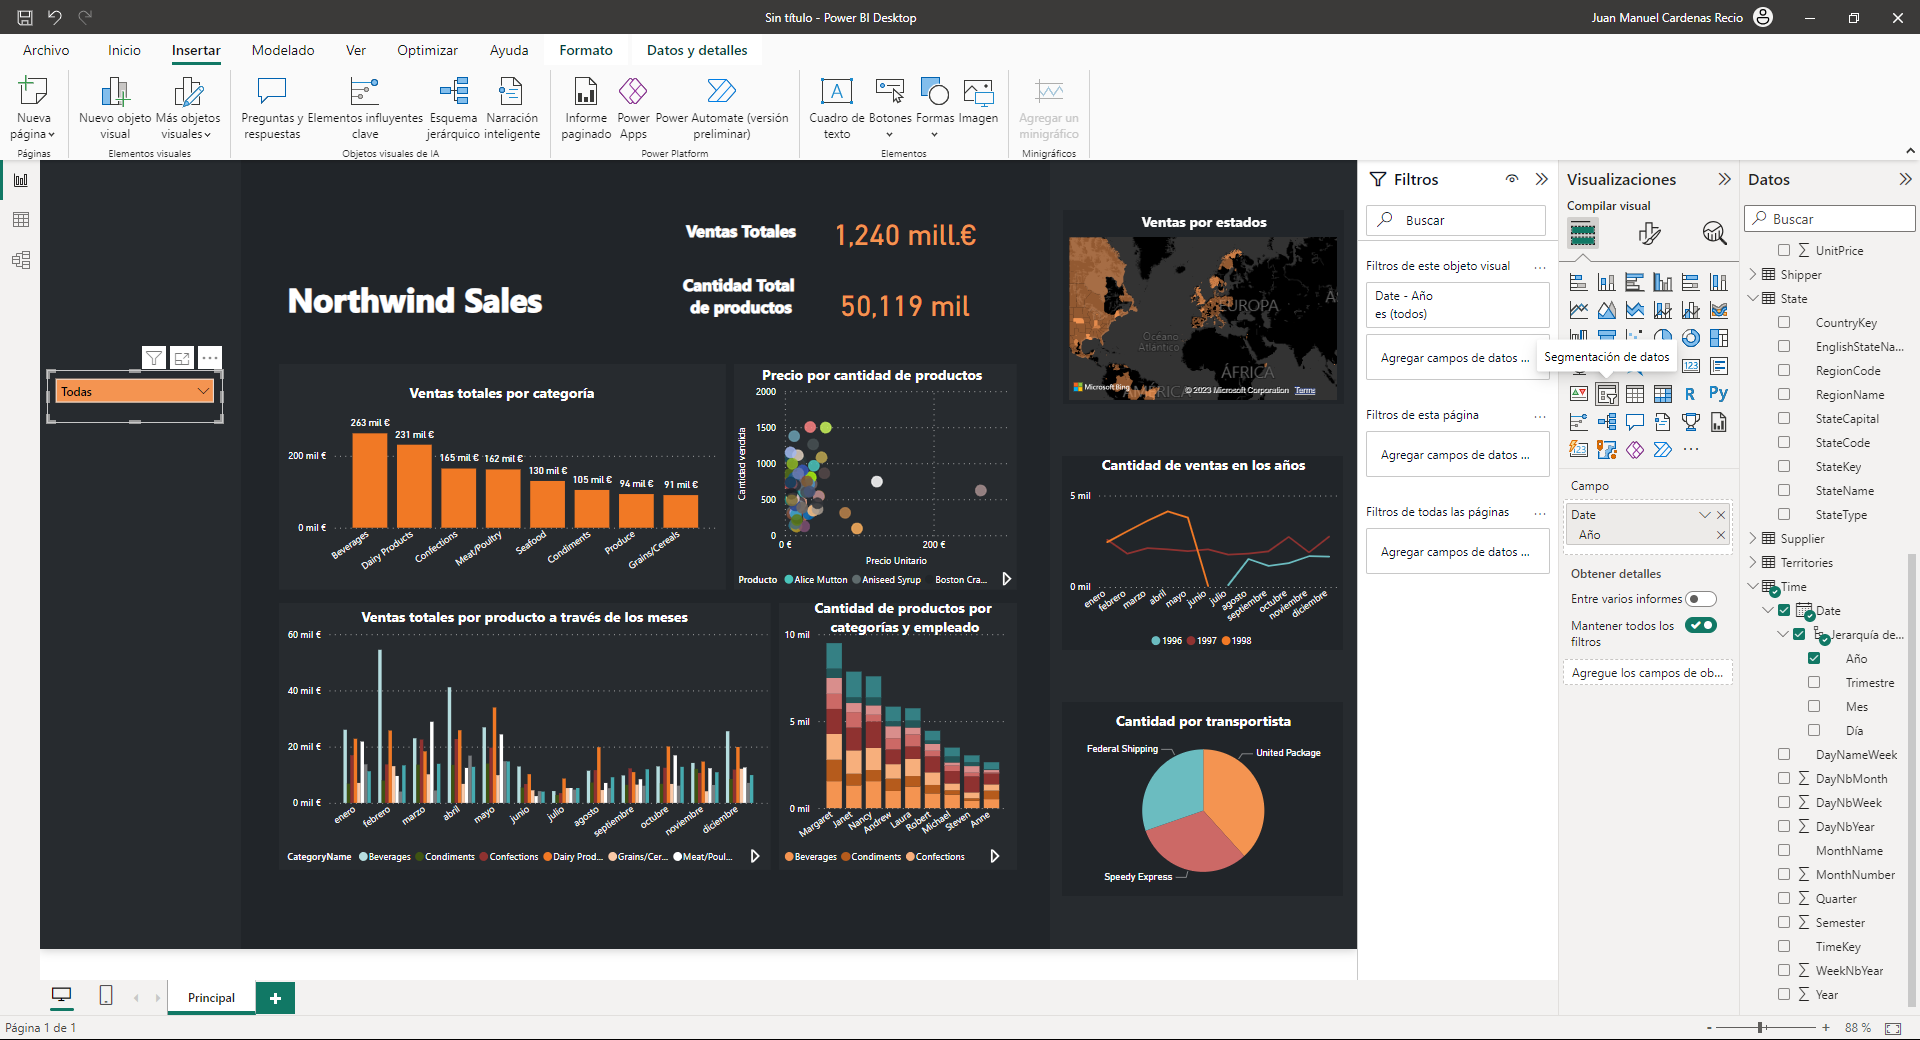 Sin título - Power BI Desktop
Juan Manuel Cardenas Recio
Archivo
Inicio
Insertar
Modelado
Ver
Optimizar
Ayuda
Formato
Datos y detalles
Nueva
página
Nuevo objeto
visual
Más objetos
visuales
Preguntas y
respuestas
Elementos influyentes
clave
Esquema
jerárquico
Narración
inteligente
Informe
paginado
Power
Apps
Power Automate (versión
preliminar)
Cuadro de
texto
Botones
Formas
Imagen
Agregar un
minigráfico
Páginas
Elementos visuales
Objetos visuales de IA
Power Platform
Elementos
Minigráficos
Todas
Northwind Sales
Ventas Totales
1,240 mill.€
Cantidad Total
de productos
50,119 mil
Ventas totales por categoría
263 mil €
231 mil €
165 mil €
162 mil €
130 mil €
105 mil €
94 mil €
91 mil €
200 mil €
0 mil €
Beverages
Dairy Products
Confections
Meat/Poultry
Seafood
Condiments
Produce
Grains/Cereals
Precio por cantidad de productos
2000
1500
1000
500
0
Cantidad vendida
0 €
200 €
Precio Unitario
Producto
Alice Mutton
Aniseed Syrup
Boston Cra...
Ventas totales por producto a través de los meses
60 mil €
40 mil €
20 mil €
0 mil €
enero
febrero
marzo
abril
mayo
junio
julio
agosto
septiembre
octubre
noviembre
diciembre
CategoryName
Beverages
Condiments
Confections
Dairy Prod...
Grains/Cer...
Meat/Poul...
Cantidad de productos por
categorías y empleado
10 mil
5 mil
0 mil
Margaret
Janet
Nancy
Andrew
Laura
Robert
Michael
Steven
Anne
Beverages
Condiments
Confections
Ventas por estados
EUROPA
Océano
Atlántico
ÁFRICA
AMÉRICA
Microsoft Bing
© 2023 Microsoft Corporation
Terms
Cantidad de ventas en los años
5 mil
0 mil
enero
febrero
marzo
abril
mayo
junio
julio
agosto
septiembre
octubre
noviembre
diciembre
1996
1997
1998
Cantidad por transportista
Federal Shipping
United Package
Speedy Express
Filtros
Buscar
Filtros de este objeto visual
...
Date - Año
es (todos)
Agregar campos de datos ...
Filtros de esta página
...
Agregar campos de datos ...
Filtros de todas las páginas
...
Agregar campos de datos ...
Visualizaciones
Compilar visual
Segmentación de datos
123
R
Py
...
Campo
Date
Año
Obtener detalles
Entre varios informes
Mantener todos los
filtros
Agregue los campos de ob...
Datos
Buscar
UnitPrice
Shipper
State
CountryKey
EnglishStateNa...
RegionCode
RegionName
StateCapital
StateCode
StateKey
StateName
StateType
Supplier
Territories
Time
Date
Jerarquía de...
Año
Trimestre
Mes
Día
DayNameWeek
DayNbMonth
DayNbWeek
DayNbYear
MonthName
MonthNumber
Quarter
Semester
TimeKey
WeekNbYear
Year
Principal
+
Página 1 de 1
- + 88 %